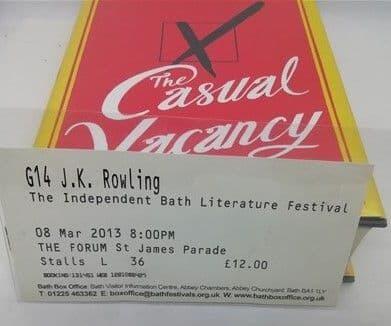 The
Casual
Vacancy
G14 J.K. Rowling
The Independent Bath Literature Festival
08 Mar 2013 8:00PM
THE FORUM St James Parade
Stalls L 36 £12.00
Bath Box Office, Bath Visitor Information Centre, Abbey Chambers, Abbey Churchyard, Bath BA1 1LY
T: 01225 463362 E: boxoffice@bathfestivals.org.uk W: www.bathboxoffice.org.uk